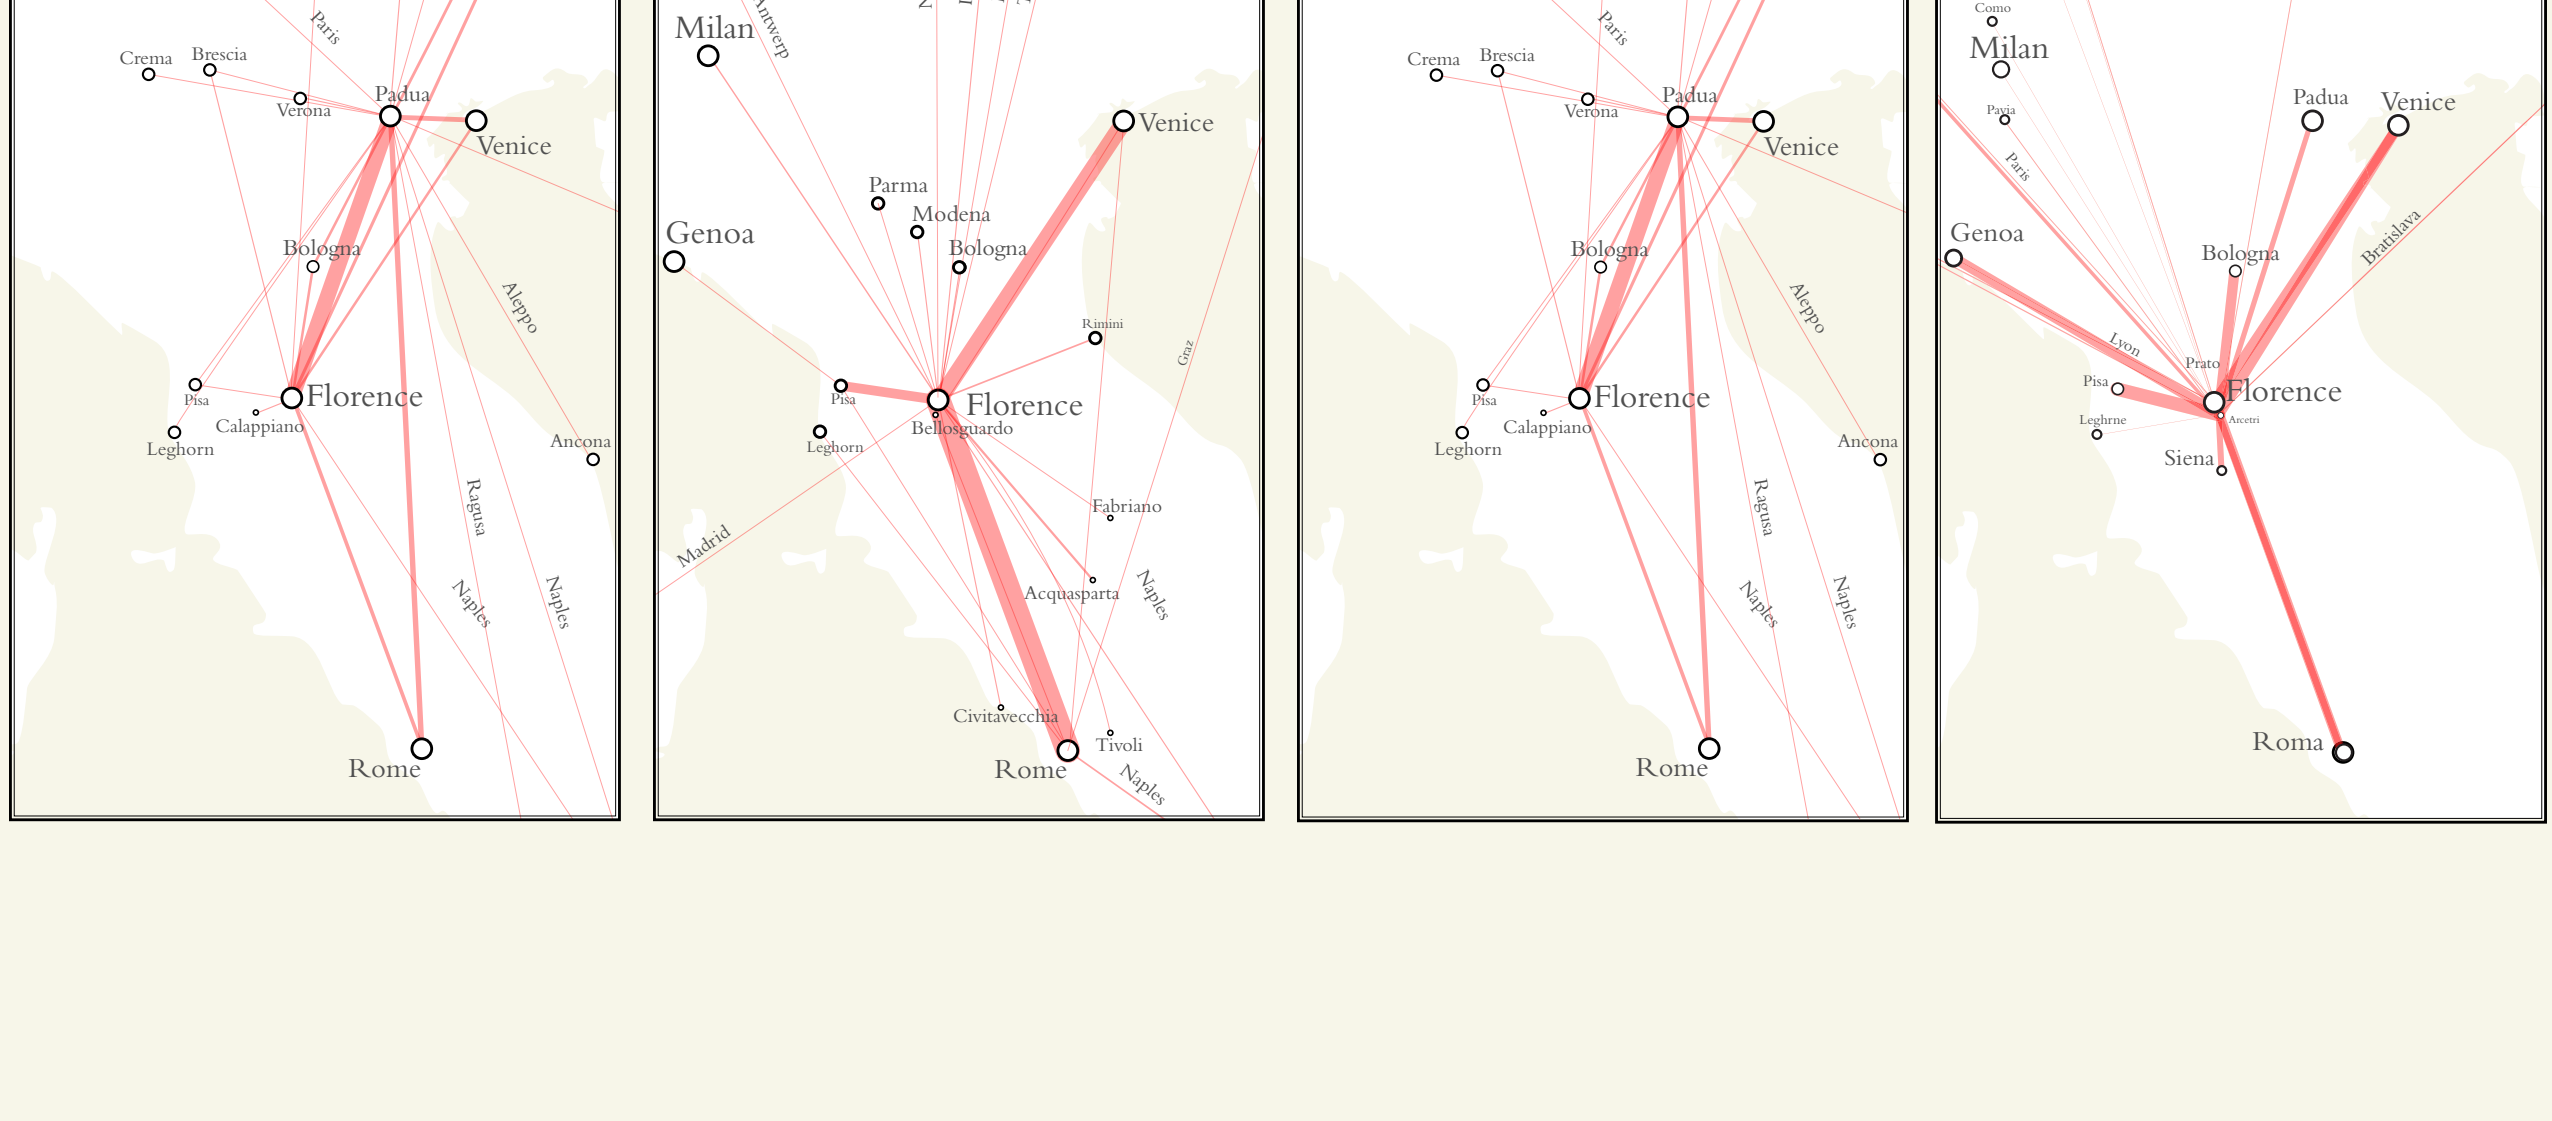 Paris
Crema
Brescia
Padua
Verona
Venice
Bologna
Aleppo
Pisa
Florence
Calappiano
Leghorn
Ancona
Ragusa
Naples
Naples
Rome
Milan
Antwerp
Venice
Parma
Modena
Genoa
Bologna
Rimini
Graz
Pisa
Florence
Bellosguardo
Leghorn
Fabriano
Madrid
Acquasparta
Naples
Civitavecchia
Tivoli
Rome
Naples
Paris
Crema
Brescia
Padua
Verona
Venice
Bologna
Aleppo
Pisa
Florence
Calappiano
Leghorn
Ancona
Ragusa
Naples
Naples
Rome
Como
Milan
Padua
Venice
Pavia
Paris
Genoa
Bratislava
Bologna
Lyon
Prato
Pisa
Florence
Leghrne
Arcetri
Siena
Roma